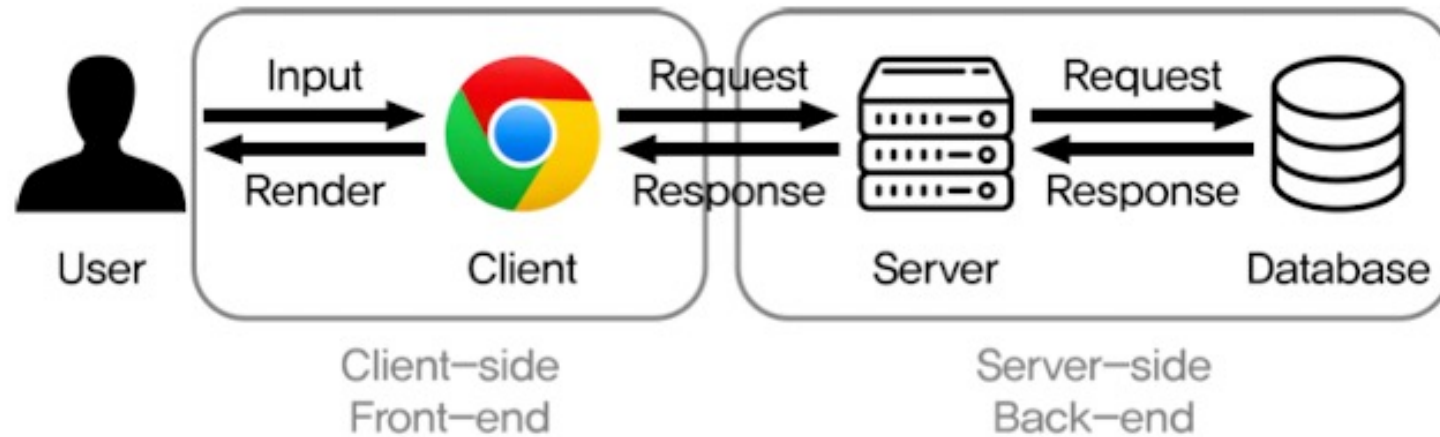 Input
Request
Request
Render
Response
Response
User
Client
Server
Database
Client–side
Server–side
Front–end
Back–end